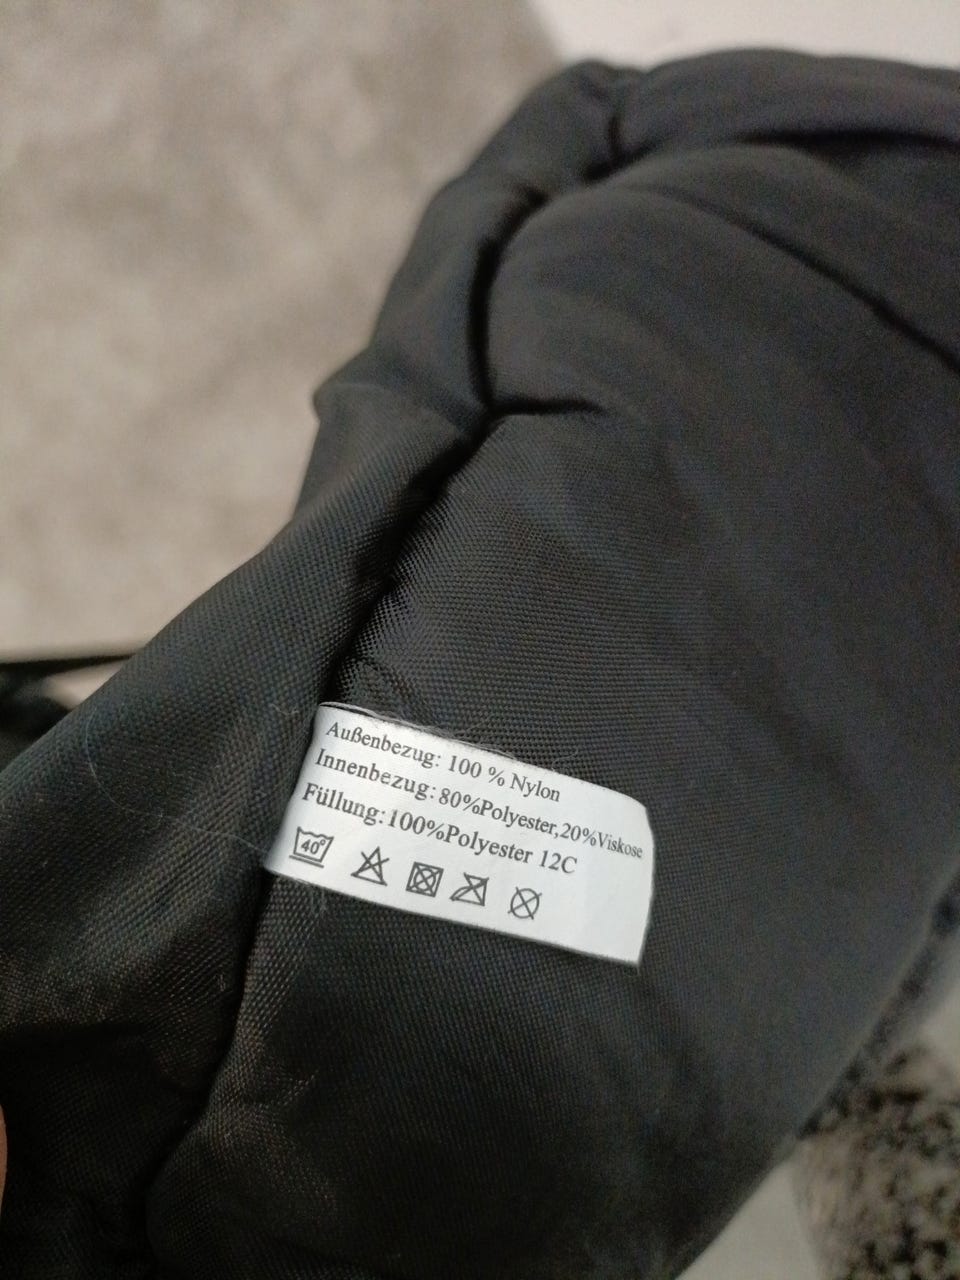 Außenbezug: 100 % Nylon
Innenbezug: 80%Polyester,20%Viskose
Füllung:100%Polyester 12C
40°